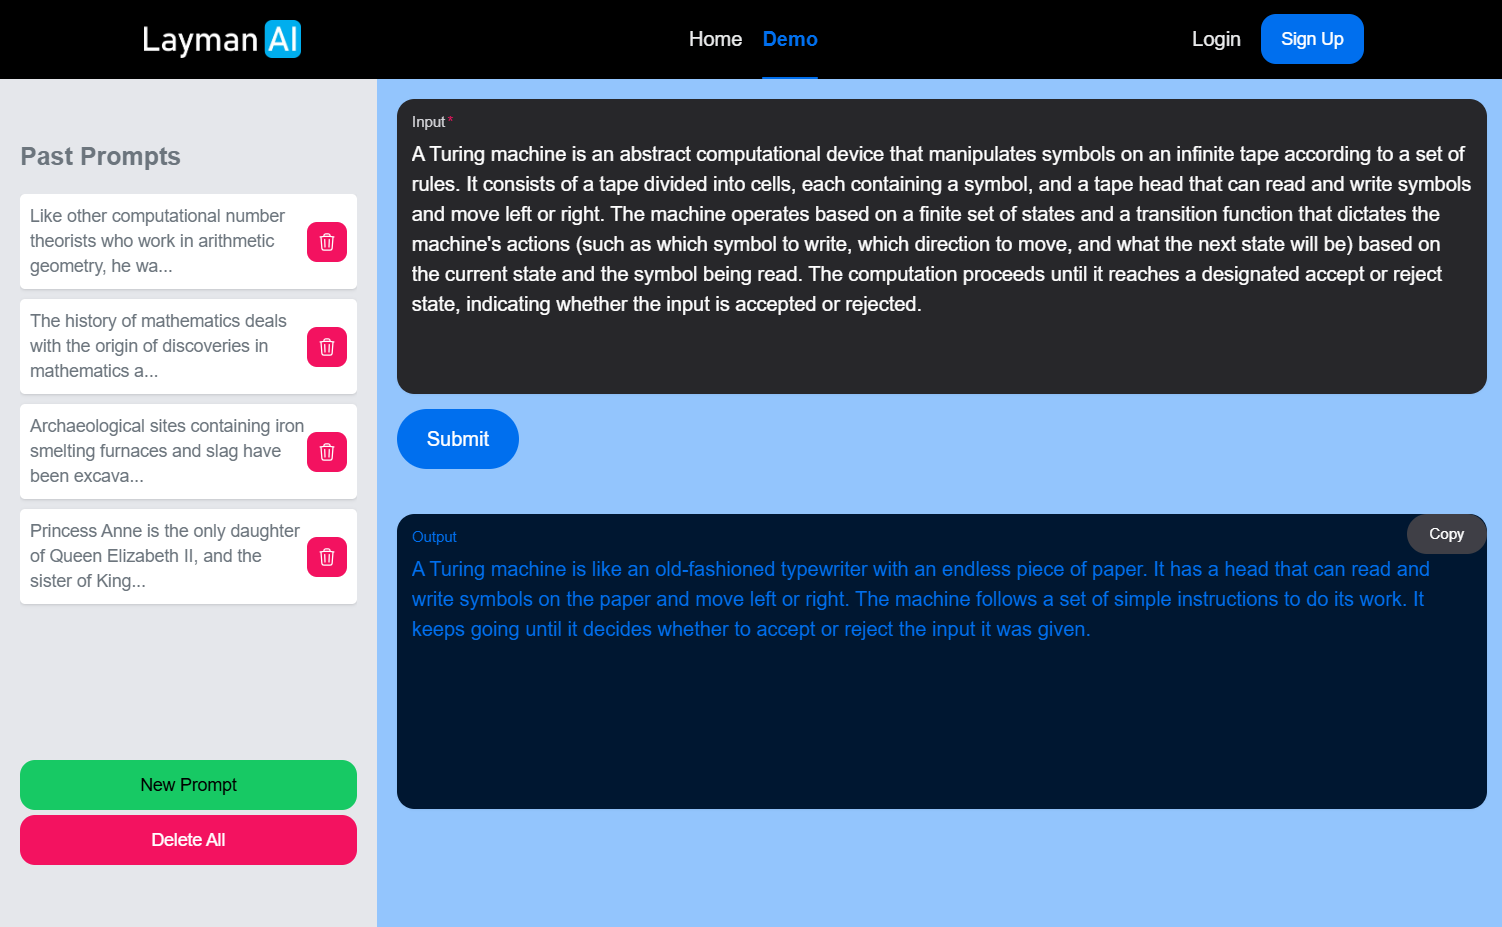 Layman AI
Home Demo
Login Sign Up
Past Prompts
Like other computational number
theorists who work in arithmetic
geometry, he wa...
The history of mathematics deals
with the origin of discoveries in
mathematics a...
Archaeological sites containing iron
smelting furnaces and slag have
been excava...
Princess Anne is the only daughter
of Queen Elizabeth II, and the
sister of King...
New Prompt
Delete All
Input*
A Turing machine is an abstract computational device that manipulates symbols on an infinite tape according to a set of
rules. It consists of a tape divided into cells, each containing a symbol, and a tape head that can read and write symbols
and move left or right. The machine operates based on a finite set of states and a transition function that dictates the
machine's actions (such as which symbol to write, which direction to move, and what the next state will be) based on
the current state and the symbol being read. The computation proceeds until it reaches a designated accept or reject
state, indicating whether the input is accepted or rejected.
Submit
Output
Copy
A Turing machine is like an old-fashioned typewriter with an endless piece of paper. It has a head that can read and
write symbols on the paper and move left or right. The machine follows a set of simple instructions to do its work. It
keeps going until it decides whether to accept or reject the input it was given.